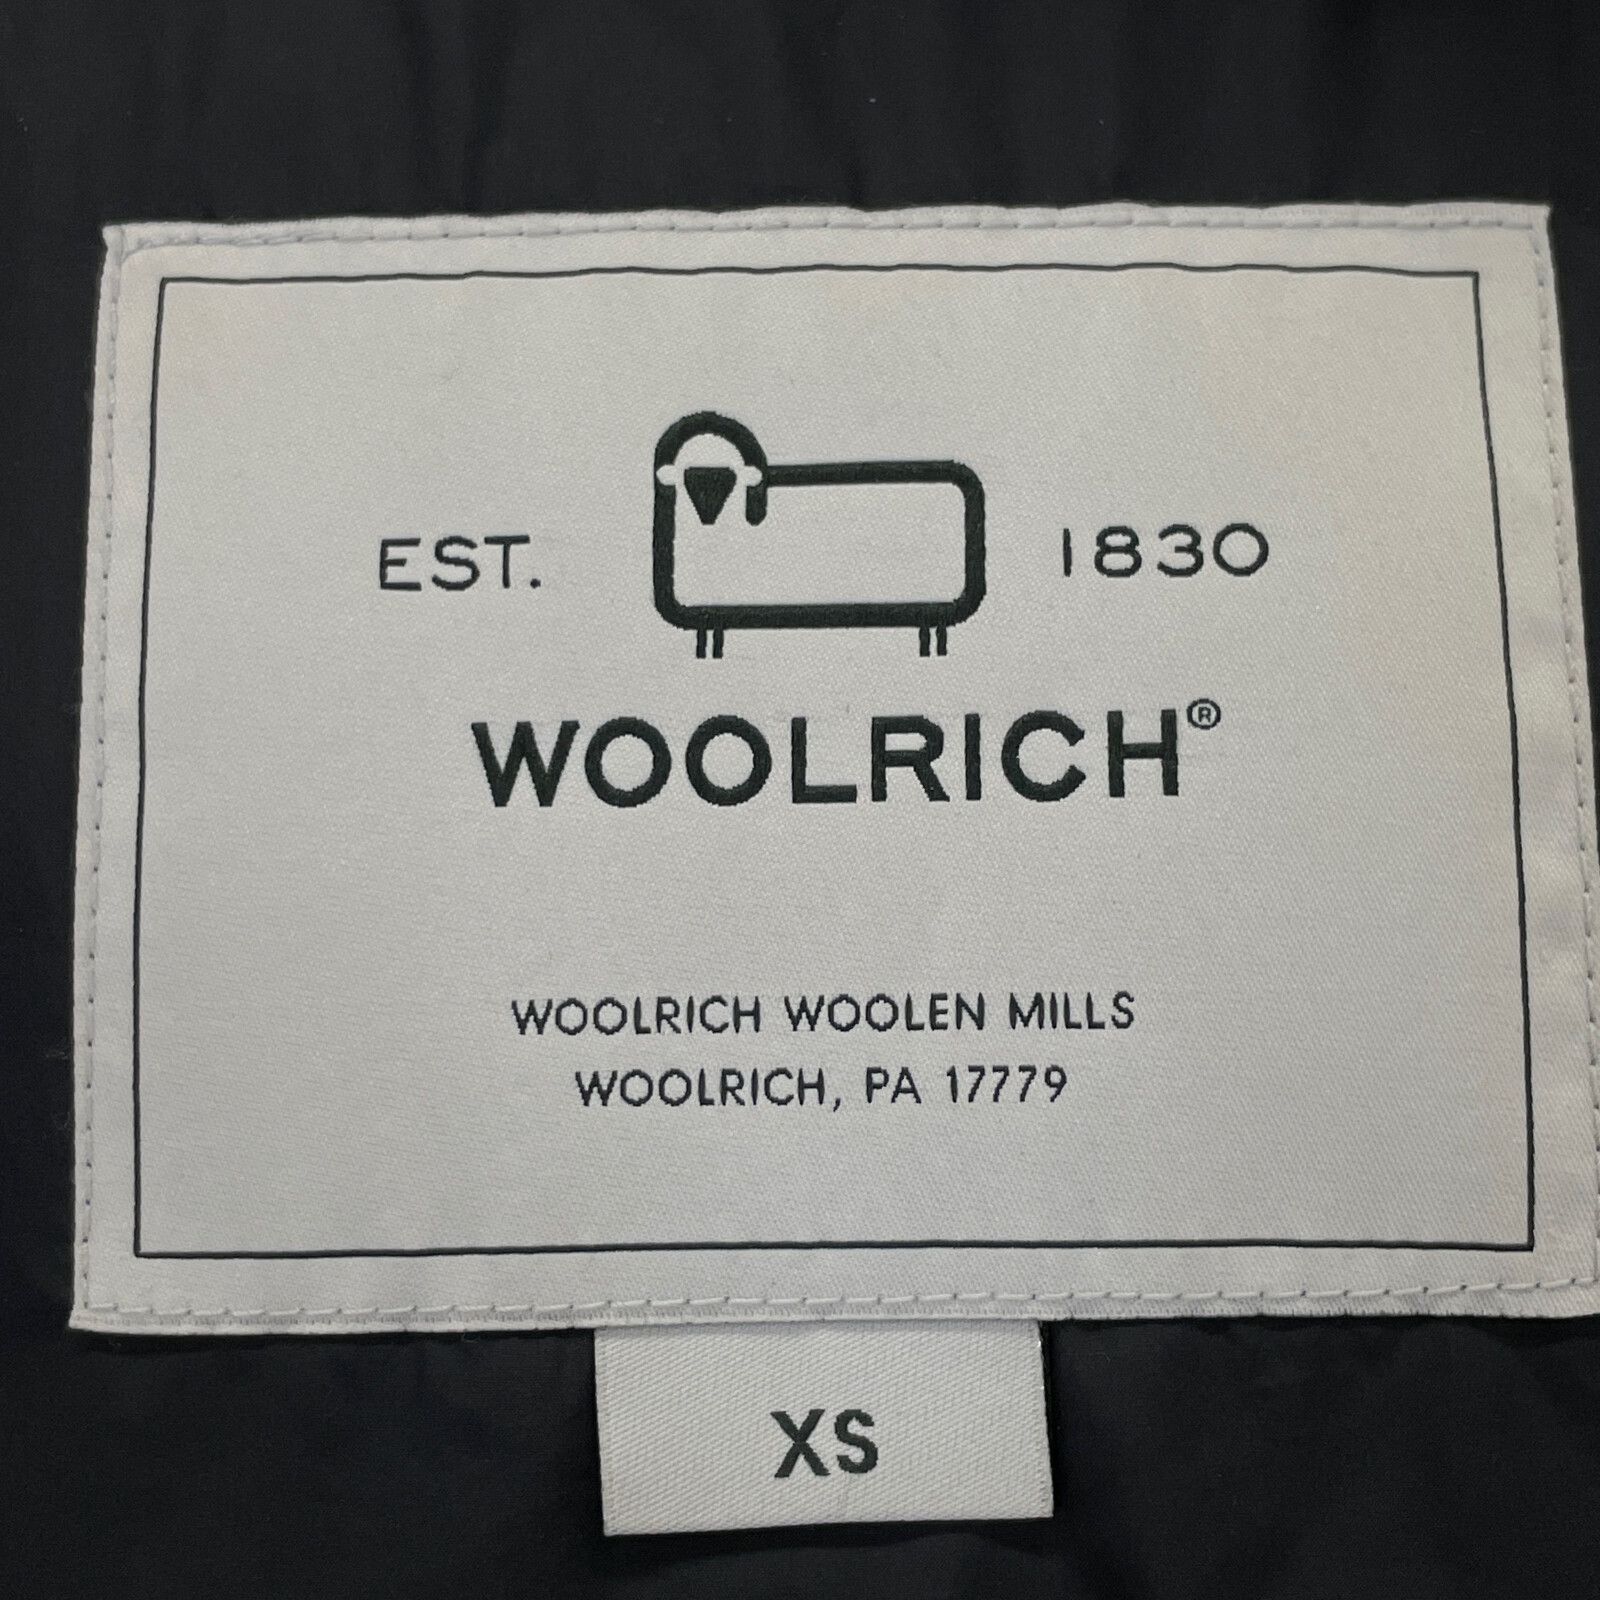 EST. 1830
WOOLRICH®
WOOLRICH WOOLEN MILLS
WOOLRICH, PA 17779
XS